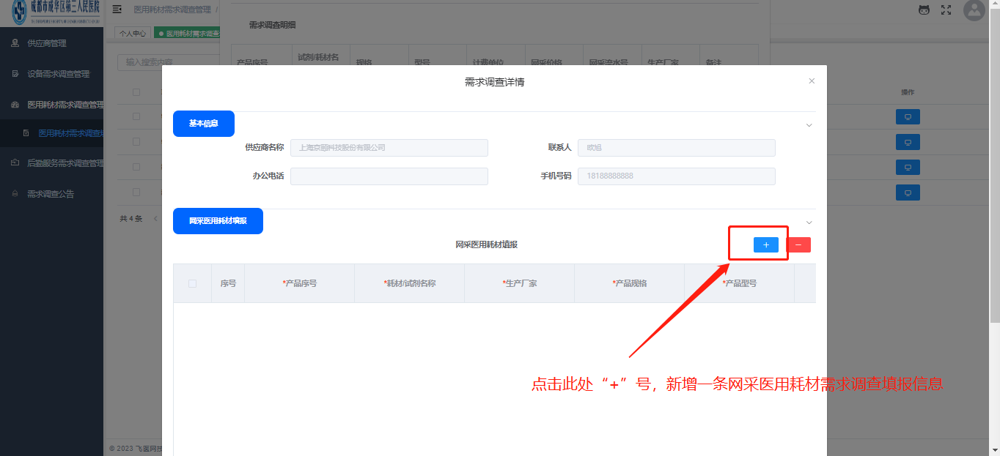 成都市成华区第三人民医院
医用耗材需求调查管理 /
供应商管理
设备需求调查管理
医用耗材需求调查管理
医用耗材需求调查填
后勤服务需求调查管理
需求调查公告
个人中心
医用耗材需求调查
输入搜索内容
需求调查明细
产品序号
试剂/耗材名
规格
型号
计费单位
网采价格
网采流水号
生产厂家
备注
操作
共 4 条
需求调查详情
基本信息
供应商名称
上海京颐科技股份有限公司
联系人
欧旭
办公电话
手机号码
18188888888
网采医用耗材填报
网采医用耗材填报
+
−
序号
*产品序号
*耗材/试剂名称
*生产厂家
*产品规格
*产品型号
点击此处“+”号，新增一条网采医用耗材需求调查填报信息
© 2023 飞医网技